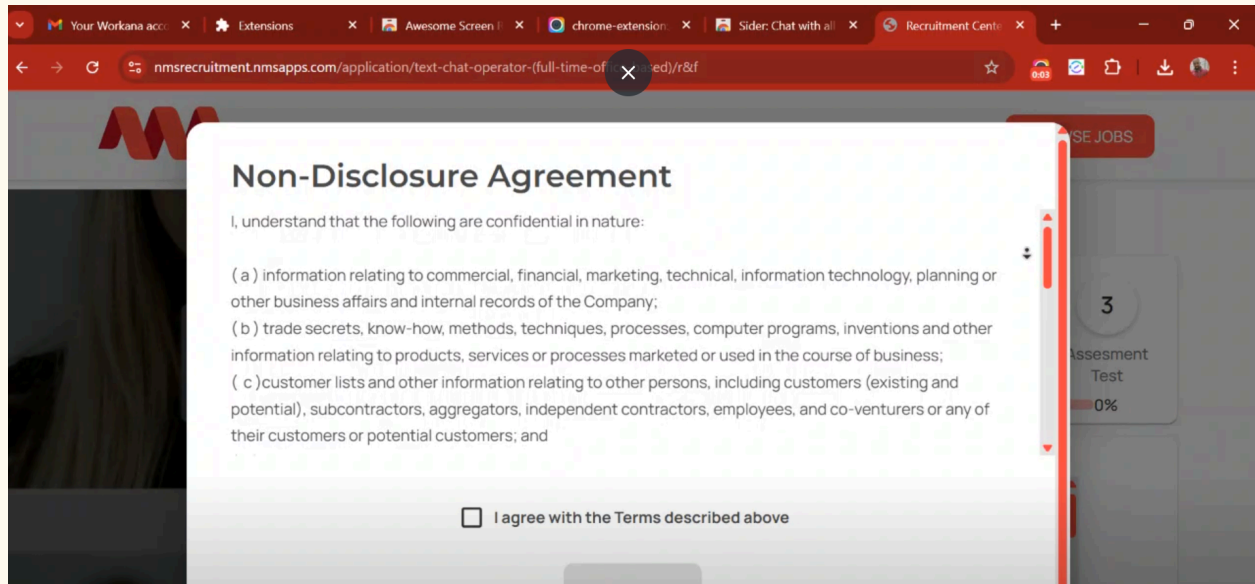 Your Workana acco
Extensions
Awesome Screen
chrome-extension:
Sider: Chat with all
Recruitment Cente
nmsrecruitment.nmsapps.com/application/text-chat-operator-(full-time-of ased)/r&f
0:03
SE JOBS
Non-Disclosure Agreement
I, understand that the following are confidential in nature:
( a ) information relating to commercial, financial, marketing, technical, information technology, planning or
other business affairs and internal records of the Company;
( b ) trade secrets, know-how, methods, techniques, processes, computer programs, inventions and other
information relating to products, services or processes marketed or used in the course of business;
( c )customer lists and other information relating to other persons, including customers (existing and
potential), subcontractors, aggregators, independent contractors, employees, and co-venturers or any of
their customers or potential customers; and
3
Assesment
Test
0%
I agree with the Terms described above